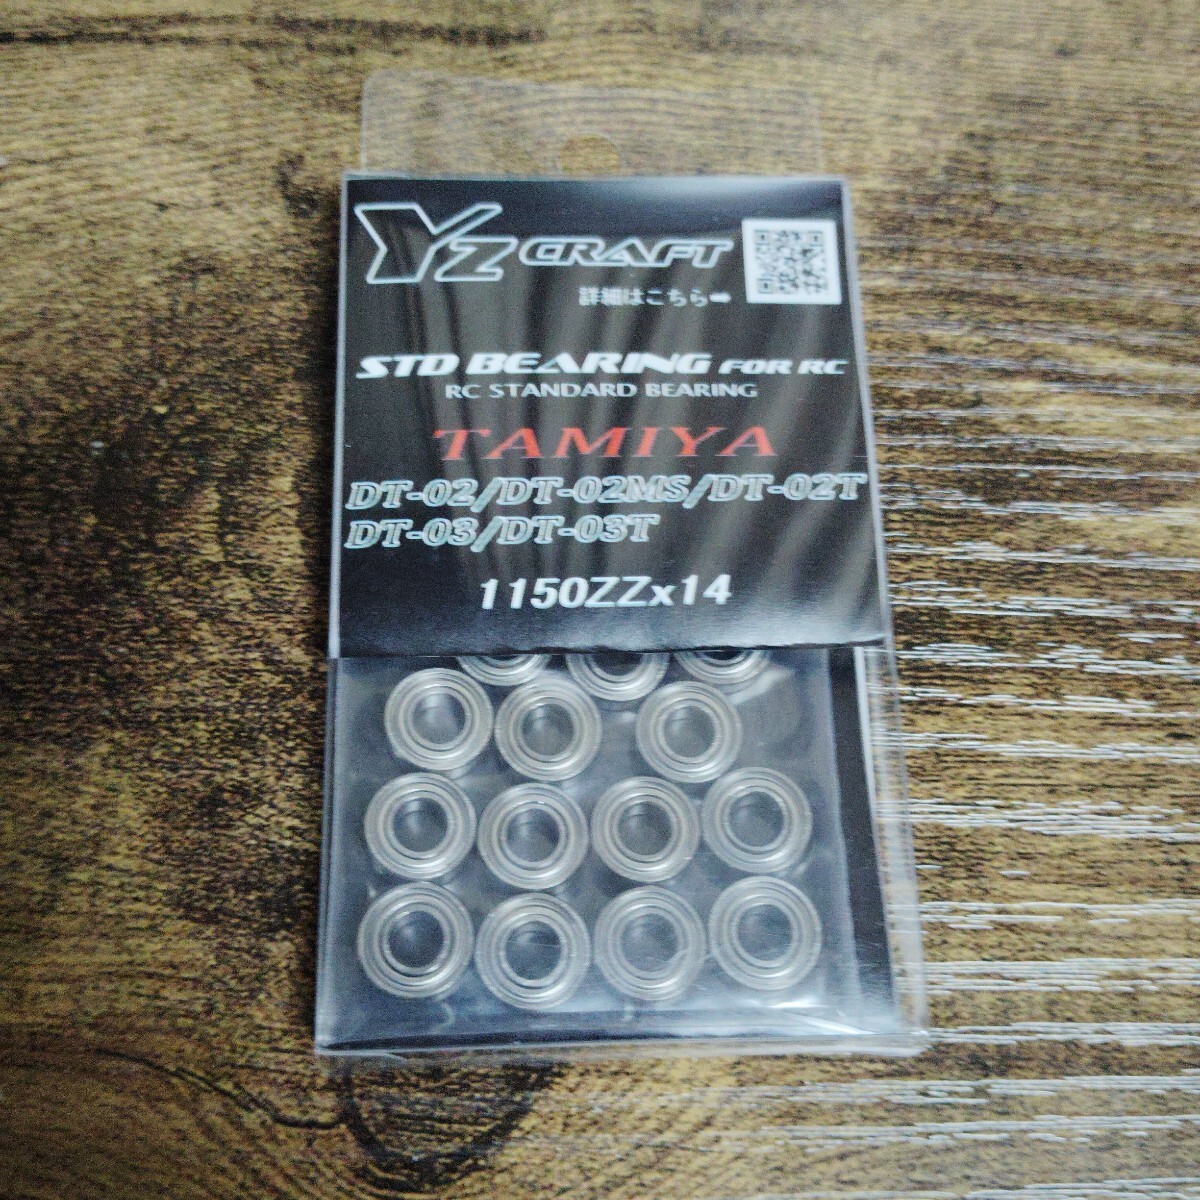 Yz CRAFT
詳細はこちら➡
STD BEARING FOR RC
RC STANDARD BEARING
TAMIYA
DT-02/DT-02MS/DT-02T
DT-03/DT-03T
1150ZZx14